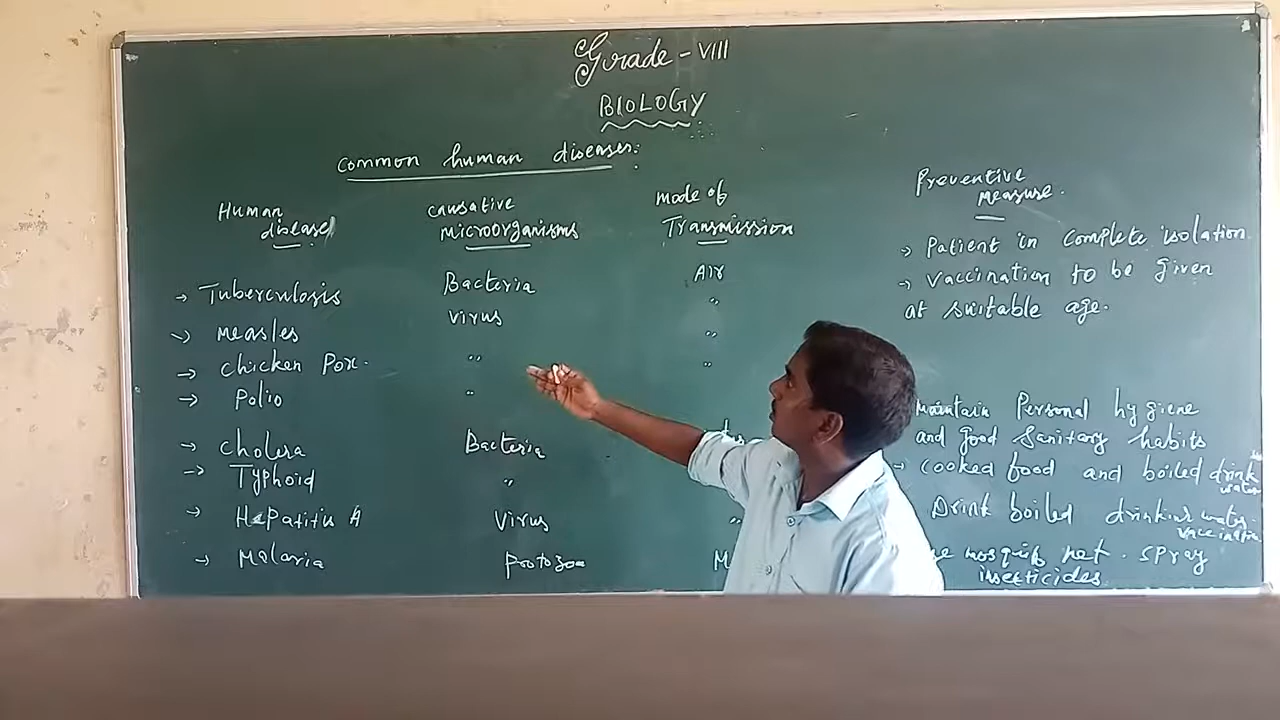 Grade - VIII
BIOLOGY
Common human diseases:
Human disease
causative microorganisms
mode of Transmission
Preventive measure.
→ Tuberculosis Bacteria Air
→ Measles Virus "
→ Chicken Pox. " "
→ Polio " "
→ Cholera Bacteria
→ Typhoid "
→ Hepatitis A Virus "
→ Malaria Protozoa
→ Patient in complete isolation.
→ Vaccination to be given
at suitable age.
maintain Personal hygiene
and good Sanitary habits
→ cooked food and boiled drink water
Drink boiled drinking water.
vaccination
mosquito net. spray
insecticides